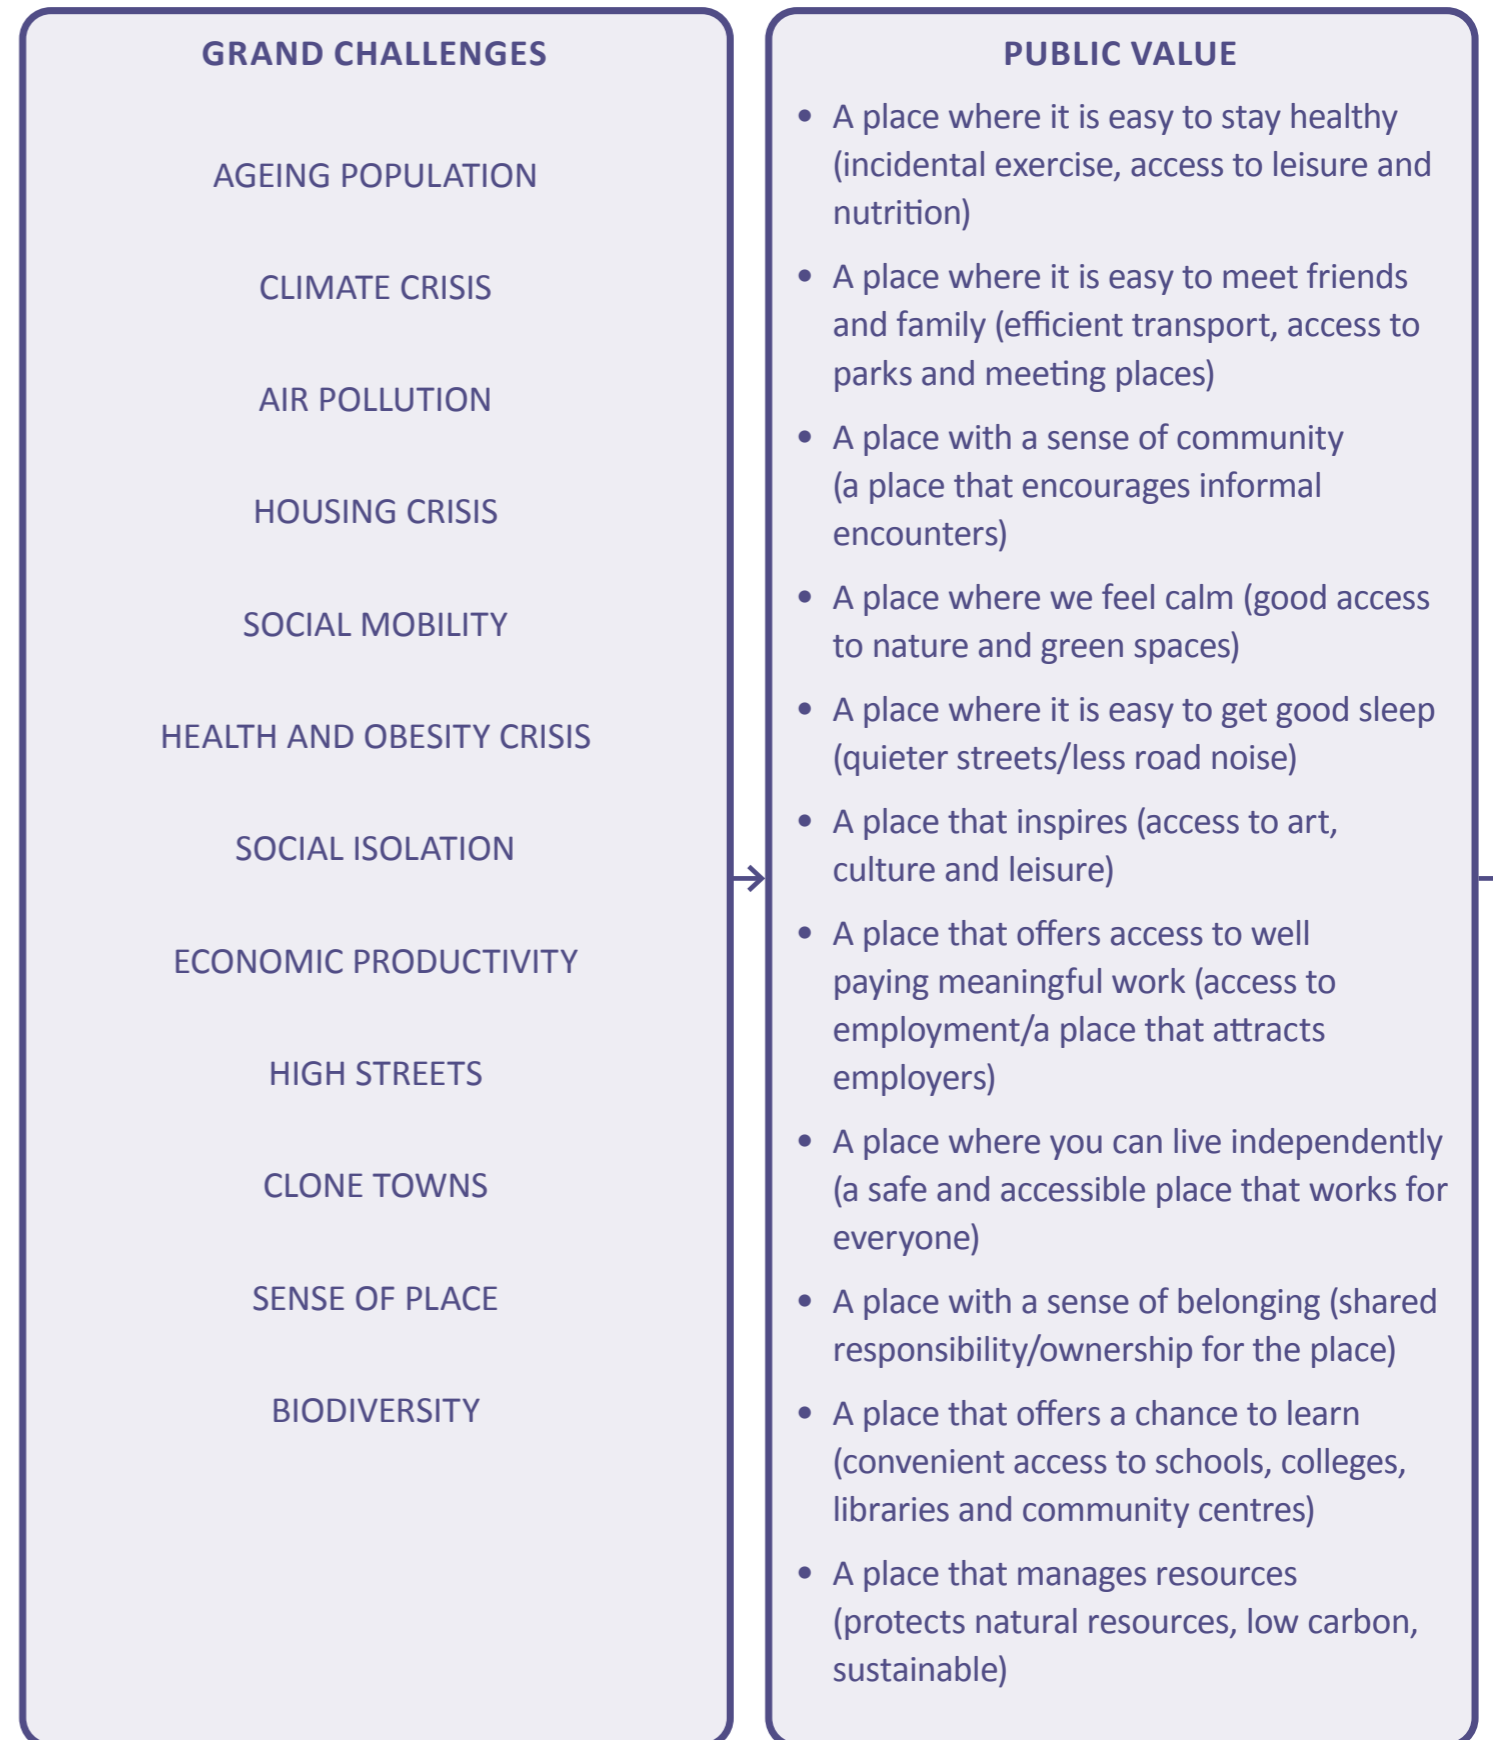 GRAND CHALLENGES
AGEING POPULATION
CLIMATE CRISIS
AIR POLLUTION
HOUSING CRISIS
SOCIAL MOBILITY
HEALTH AND OBESITY CRISIS
SOCIAL ISOLATION
ECONOMIC PRODUCTIVITY
HIGH STREETS
CLONE TOWNS
SENSE OF PLACE
BIODIVERSITY
PUBLIC VALUE
• A place where it is easy to stay healthy
(incidental exercise, access to leisure and
nutrition)
• A place where it is easy to meet friends
and family (efficient transport, access to
parks and meeting places)
• A place with a sense of community
(a place that encourages informal
encounters)
• A place where we feel calm (good access
to nature and green spaces)
• A place where it is easy to get good sleep
(quieter streets/less road noise)
• A place that inspires (access to art,
culture and leisure)
• A place that offers access to well
paying meaningful work (access to
employment/a place that attracts
employers)
• A place where you can live independently
(a safe and accessible place that works for
everyone)
• A place with a sense of belonging (shared
responsibility/ownership for the place)
• A place that offers a chance to learn
(convenient access to schools, colleges,
libraries and community centres)
• A place that manages resources
(protects natural resources, low carbon,
sustainable)